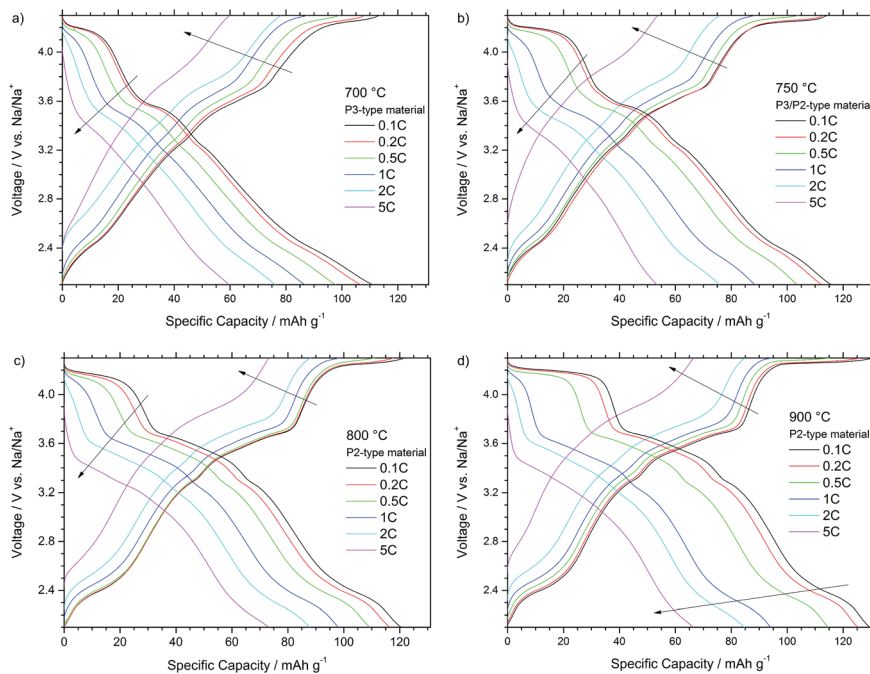 a)
4.0
3.6
3.2
2.8
2.4
Voltage / V vs. Na/Na⁺
0 20 40 60 80 100 120
Specific Capacity / mAh g⁻¹
700 °C
P3-type material
0.1C
0.2C
0.5C
1C
2C
5C
b)
4.0
3.6
3.2
2.8
2.4
Voltage / V vs. Na/Na⁺
0 20 40 60 80 100 120
Specific Capacity / mAh g⁻¹
750 °C
P3/P2-type material
0.1C
0.2C
0.5C
1C
2C
5C
c)
4.0
3.6
3.2
2.8
2.4
Voltage / V vs. Na/Na⁺
0 20 40 60 80 100 120
Specific Capacity / mAh g⁻¹
800 °C
P2-type material
0.1C
0.2C
0.5C
1C
2C
5C
d)
4.0
3.6
3.2
2.8
2.4
Voltage / V vs. Na/Na⁺
0 20 40 60 80 100 120
Specific Capacity / mAh g⁻¹
900 °C
P2-type material
0.1C
0.2C
0.5C
1C
2C
5C